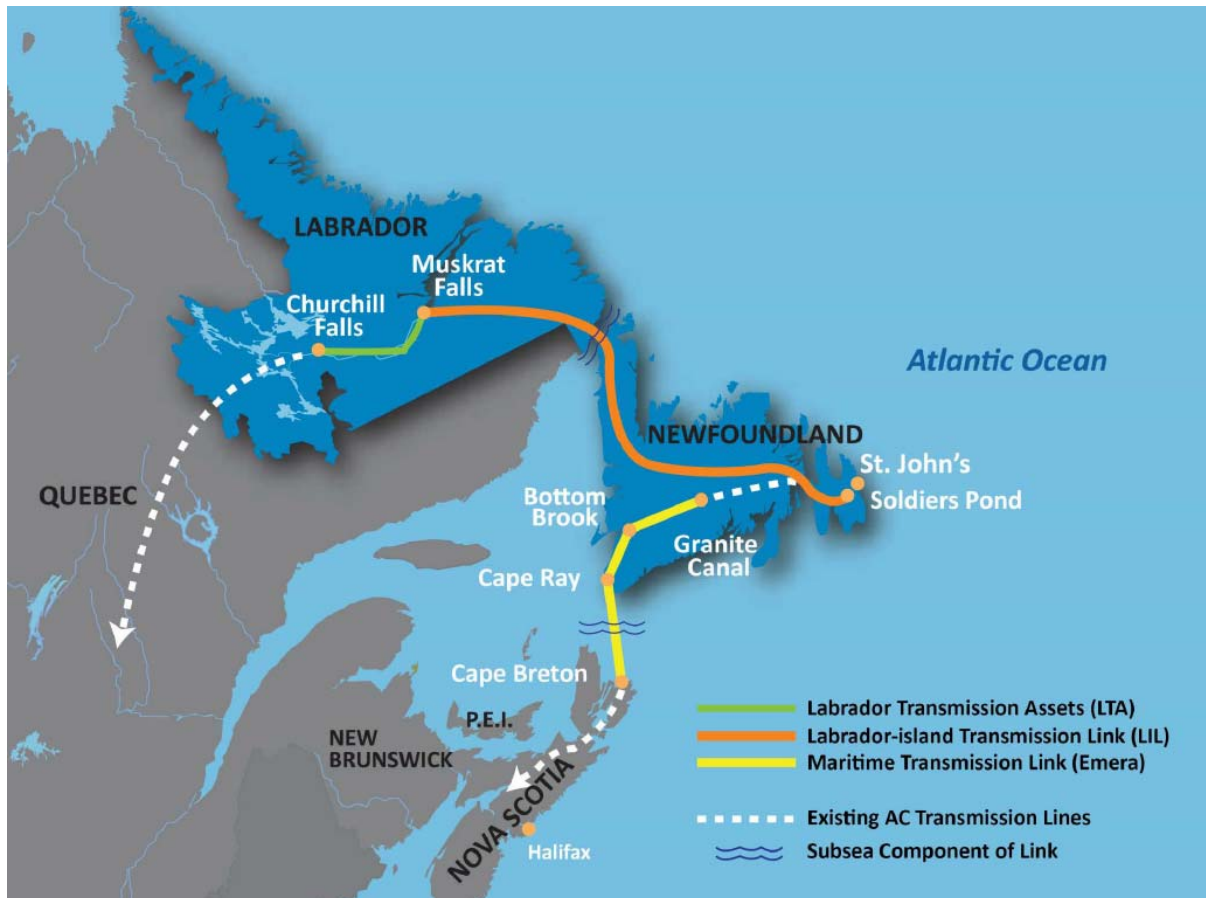 LABRADOR
Muskrat
Falls
Churchill
Falls
Atlantic Ocean
NEWFOUNDLAND
St. John's
Soldiers Pond
QUEBEC
Bottom
Brook
Granite
Canal
Cape Ray
Cape Breton
P.E.I.
NEW
BRUNSWICK
NOVA SCOTIA
Halifax
Labrador Transmission Assets (LTA)
Labrador-island Transmission Link (LIL)
Maritime Transmission Link (Emera)
Existing AC Transmission Lines
Subsea Component of Link